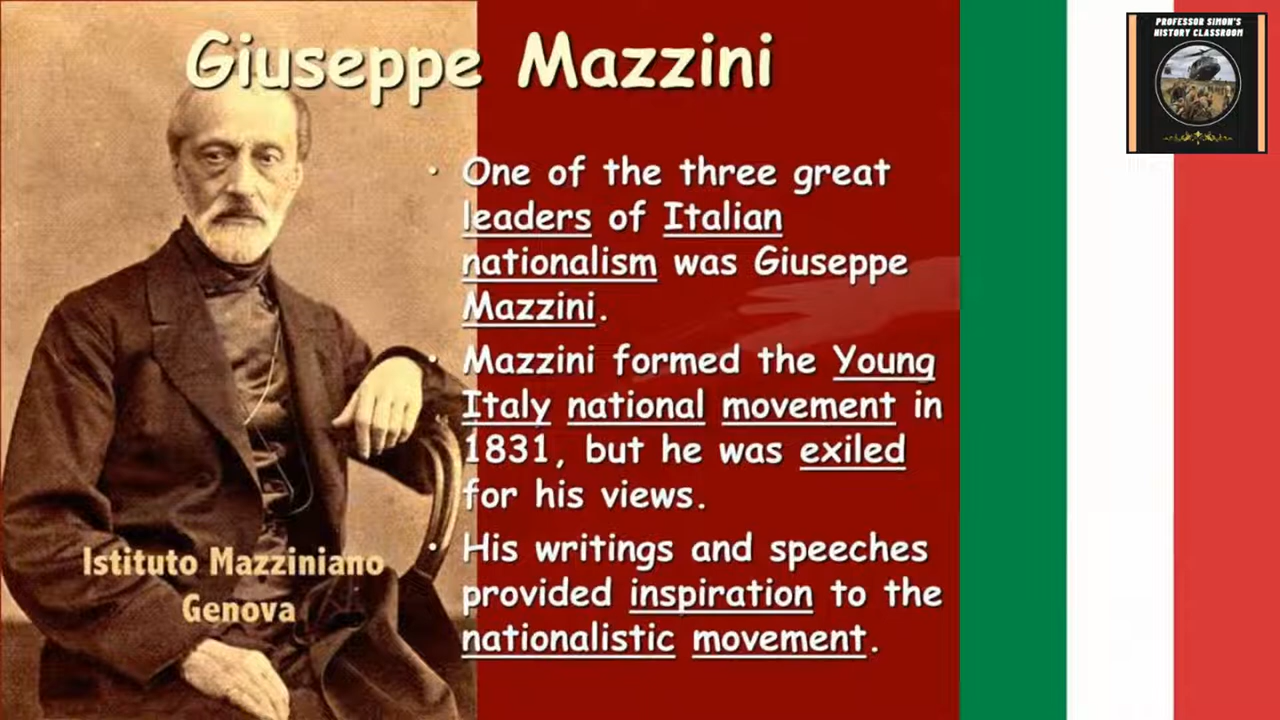 Giuseppe Mazzini
PROFESSOR SIMON'S
HISTORY CLASSROOM
• One of the three great
leaders of Italian
nationalism was Giuseppe
Mazzini.
• Mazzini formed the Young
Italy national movement in
1831, but he was exiled
for his views.
• His writings and speeches
provided inspiration to the
nationalistic movement.
Istituto Mazziniano
Genova